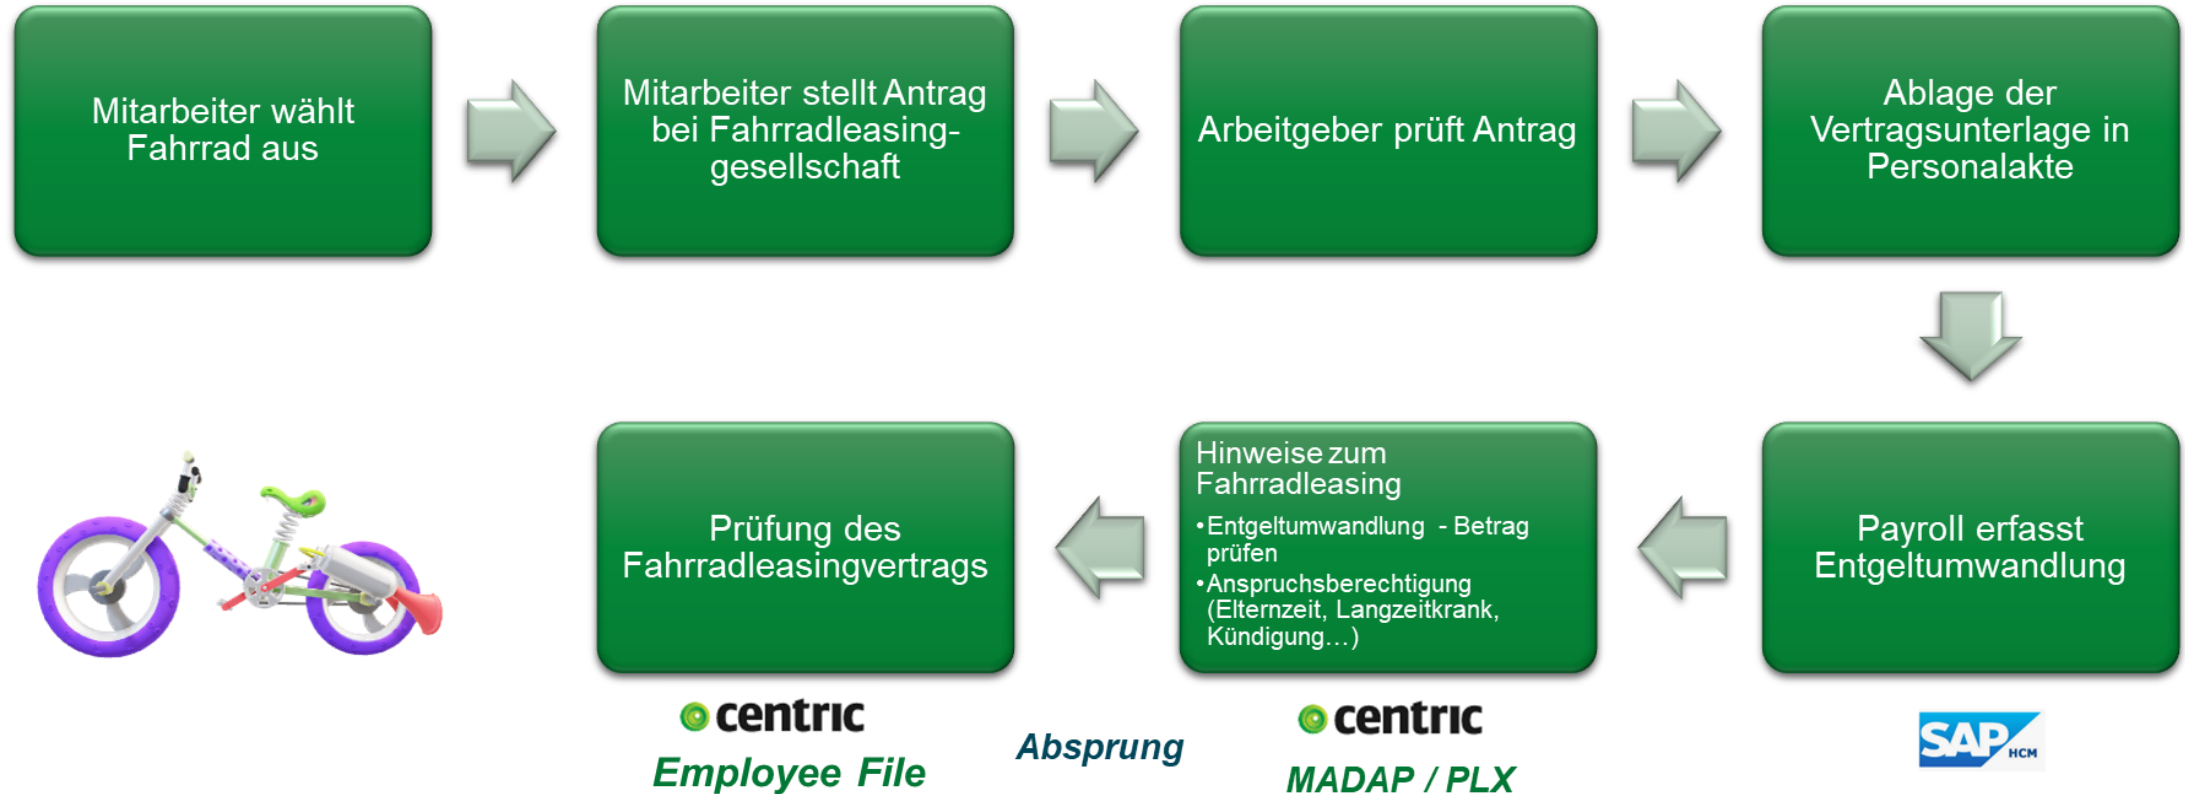 Mitarbeiter wählt
Fahrrad aus
Mitarbeiter stellt Antrag
bei Fahrradleasing-
gesellschaft
Arbeitgeber prüft Antrag
Ablage der
Vertragsunterlage in
Personalakte
Payroll erfasst
Entgeltumwandlung
SAP HCM
Hinweise zum
Fahrradleasing
•Entgeltumwandlung - Betrag
prüfen
•Anspruchsberechtigung
(Elternzeit, Langzeitkrank,
Kündigung…)
centric
MADAP / PLX
Absprung
Prüfung des
Fahrradleasingvertrags
centric
Employee File